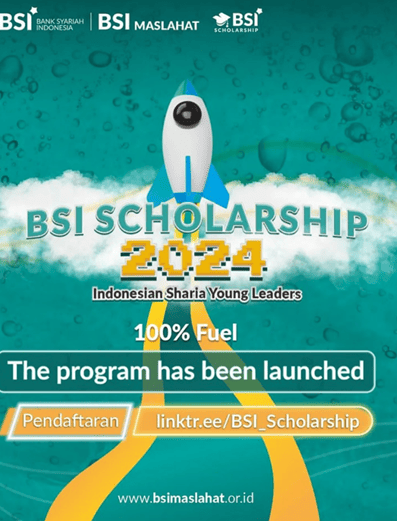 BSI BANK SYARIAH INDONESIA | BSI MASLAHAT BSI SCHOLARSHIP
BSI SCHOLARSHIP
2024
Indonesian Sharia Young Leaders
100% Fuel
The program has been launched
Pendaftaran linktr.ee/BSI_Scholarship
www.bsimaslahat.or.id